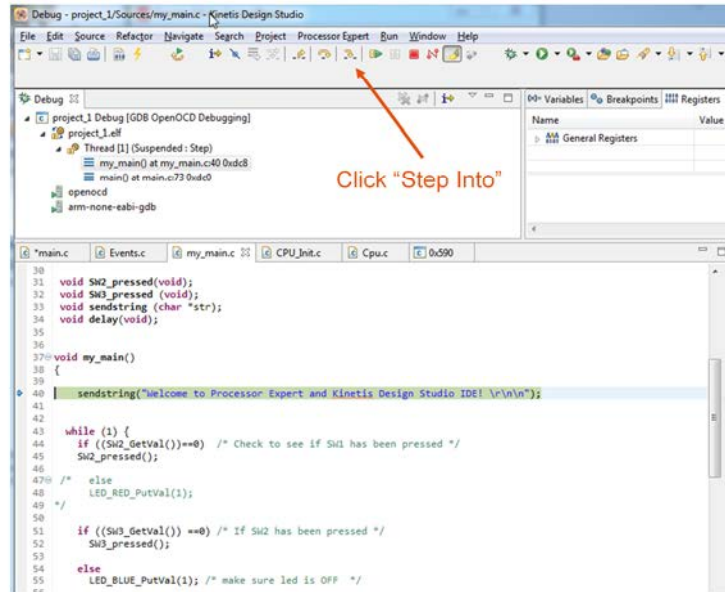 Debug - project_1/Sources/my_main.c - Kinetis Design Studio
File Edit Source Refactor Navigate Search Project Processor Expert Run Window Help
Debug
project_1 Debug [GDB OpenOCD Debugging]
project_1.elf
Thread [1] (Suspended : Step)
my_main() at my_main.c:40 0xdc8
main() at main.c:73 0xdc0
openocd
arm-none-eabi-gdb
Click “Step Into”
Variables Breakpoints Registers
Name Value
General Registers
*main.c Events.c my_main.c CPU_Init.c Cpu.c 0x590
30
31 void SW2_pressed(void);
32 void SW3_pressed (void);
33 void sendstring (char *str);
34 void delay(void);
35
36
37 void my_main()
38 {
39
40 sendstring("Welcome to Processor Expert and Kinetis Design Studio IDE! \r\n\n");
41
42
43 while (1) {
44 if ((SW2_GetVal())==0) /* Check to see if SW1 has been pressed */
45 SW2_pressed();
46
47 /* else
48 LED_RED_PutVal(1);
49 */
50
51 if ((SW3_GetVal()) ==0) /* If SW2 has been pressed */
52 SW3_pressed();
53
54 else
55 LED_BLUE_PutVal(1); /* make sure led is OFF */